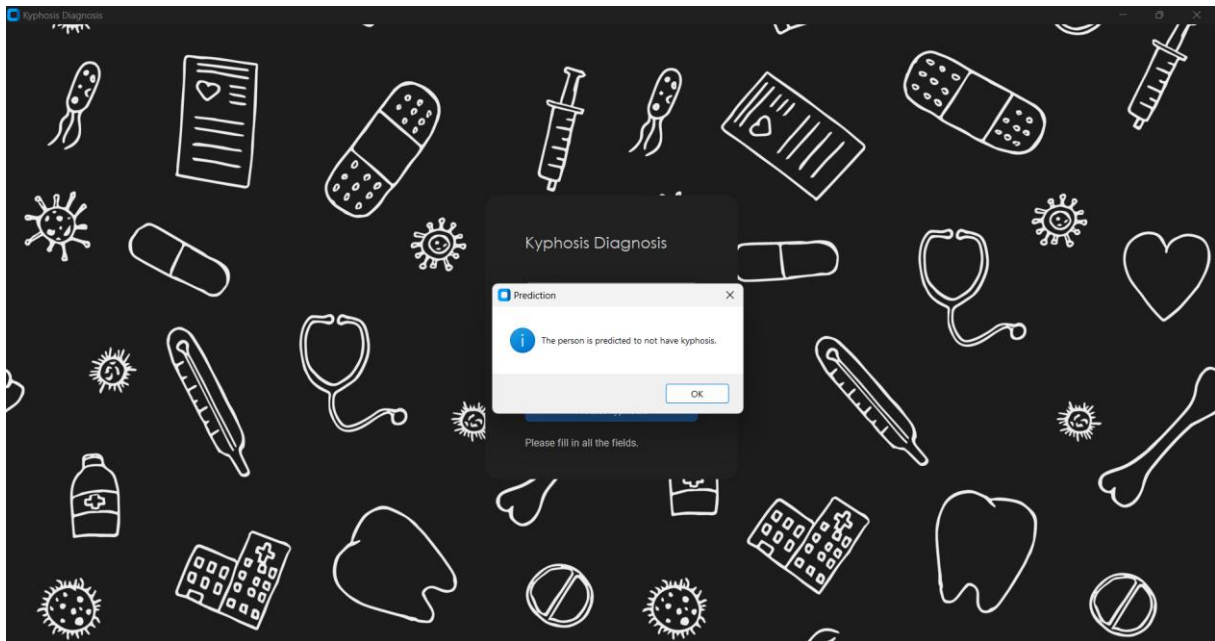 Kyphosis Diagnosis
Kyphosis Diagnosis
Prediction
The person is predicted to not have kyphosis.
OK
Please fill in all the fields.